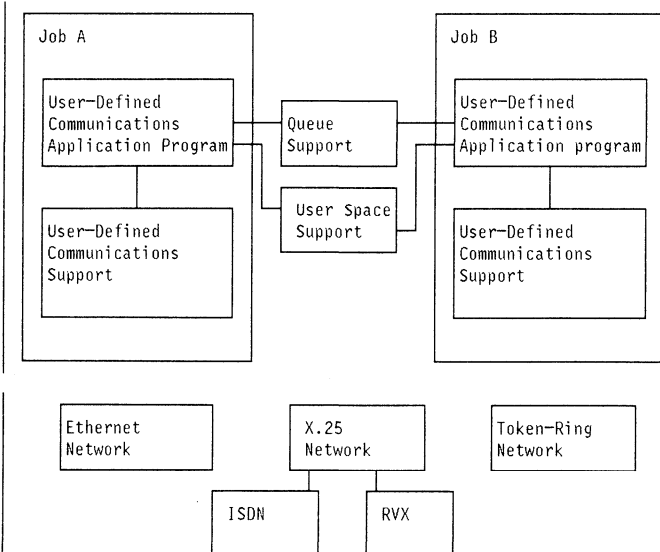 Job A
Job B
User-Defined
Communications
Application Program
Queue
Support
User-Defined
Communications
Application program
User Space
Support
User-Defined
Communications
Support
User-Defined
Communications
Support
Ethernet
Network
X.25
Network
Token-Ring
Network
ISDN
RVX